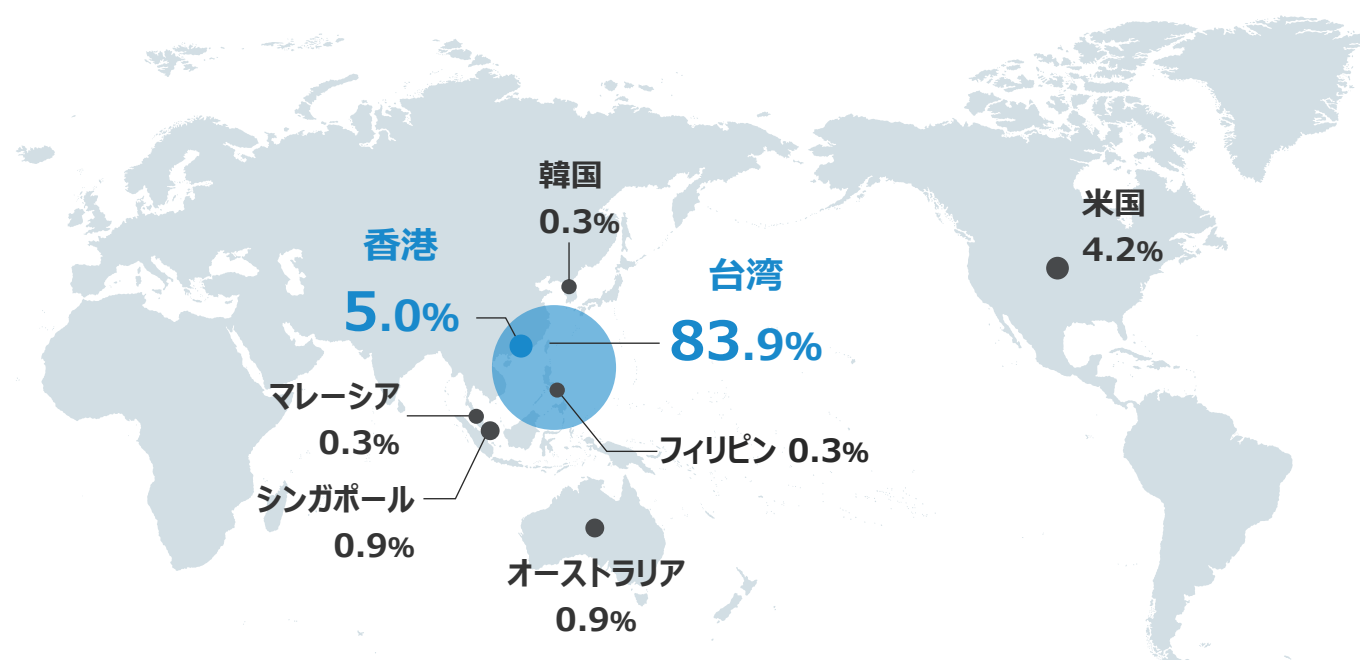 韓国
0.3%
米国
4.2%
香港
5.0%
台湾
83.9%
マレーシア
0.3%
フィリピン 0.3%
シンガポール
0.9%
オーストラリア
0.9%